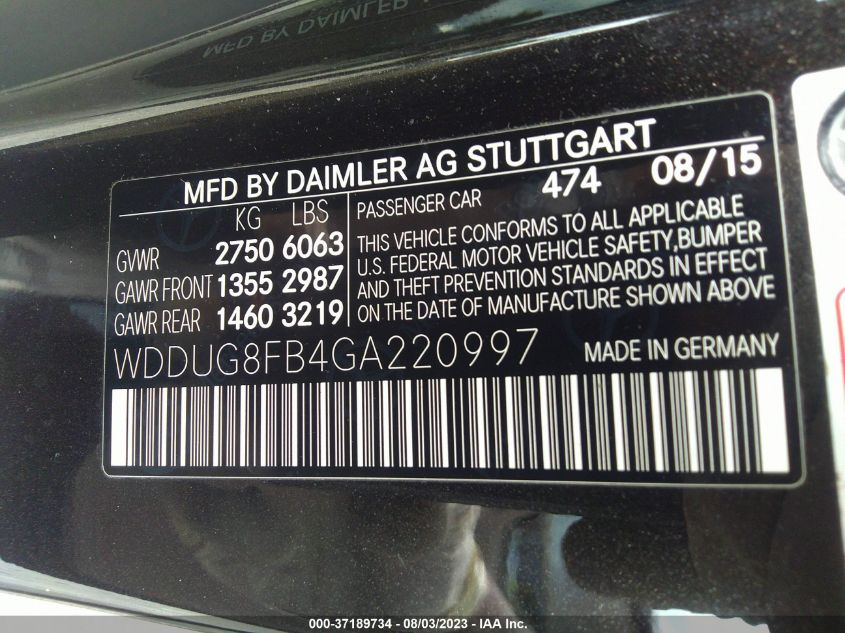 MFD BY DAIMLER AG STUTTGART
KG LBS
GVWR 2750 6063
GAWR FRONT 1355 2987
GAWR REAR 1460 3219
PASSENGER CAR 474 08/15
THIS VEHICLE CONFORMS TO ALL APPLICABLE
U.S. FEDERAL MOTOR VEHICLE SAFETY,BUMPER
AND THEFT PREVENTION STANDARDS IN EFFECT
ON THE DATE OF MANUFACTURE SHOWN ABOVE
WDDUG8FB4GA220997 MADE IN GERMANY
000-37189734 - 08/03/2023 - IAA Inc.